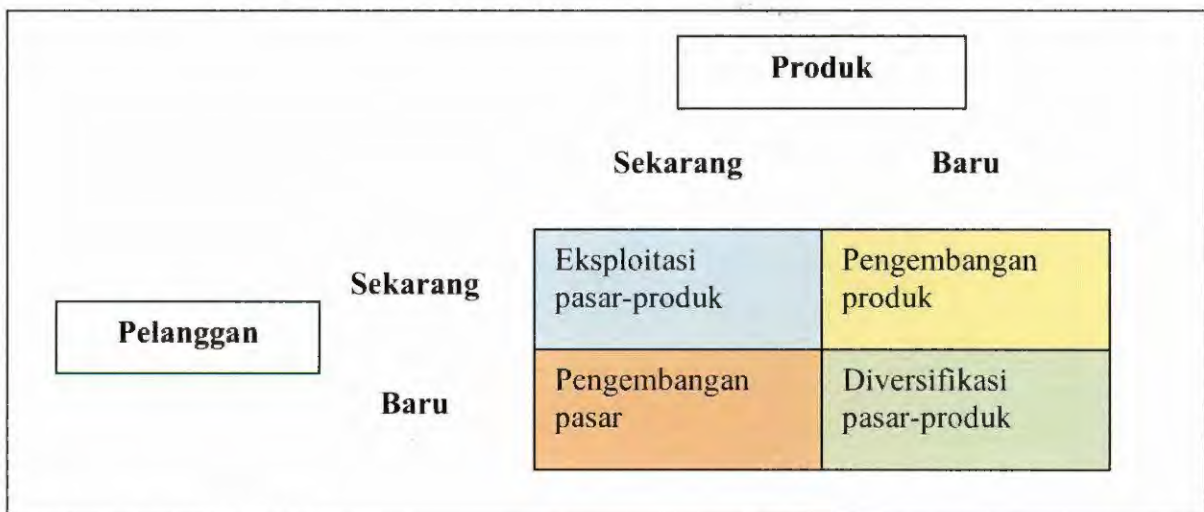 Produk
Sekarang Baru
Sekarang
Eksploitasi
pasar-produk
Pengembangan
produk
Pelanggan
Baru
Pengembangan
pasar
Diversifikasi
pasar-produk